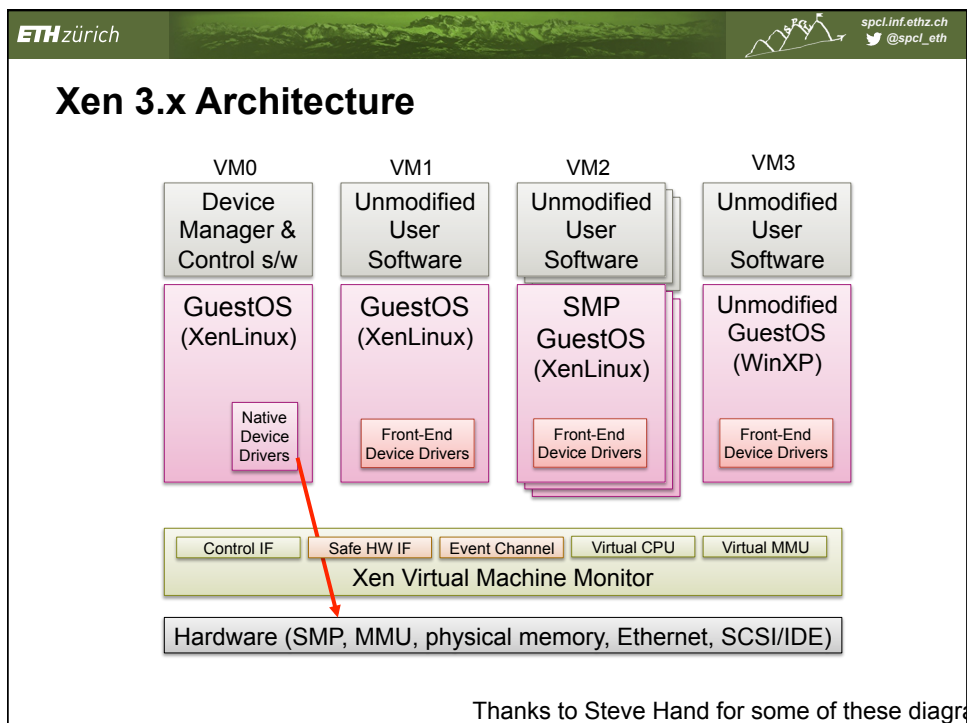 ETH zürich
spcl.inf.ethz.ch
@spcl_eth
Xen 3.x Architecture
VM0
VM1
VM2
VM3
Device
Manager &
Control s/w
Unmodified
User
Software
Unmodified
User
Software
Unmodified
User
Software
GuestOS
(XenLinux)
GuestOS
(XenLinux)
SMP
GuestOS
(XenLinux)
Unmodified
GuestOS
(WinXP)
Native
Device
Drivers
Front-End
Device Drivers
Front-End
Device Drivers
Front-End
Device Drivers
Control IF
Safe HW IF
Event Channel
Virtual CPU
Virtual MMU
Xen Virtual Machine Monitor
Hardware (SMP, MMU, physical memory, Ethernet, SCSI/IDE)
Thanks to Steve Hand for some of these diagra